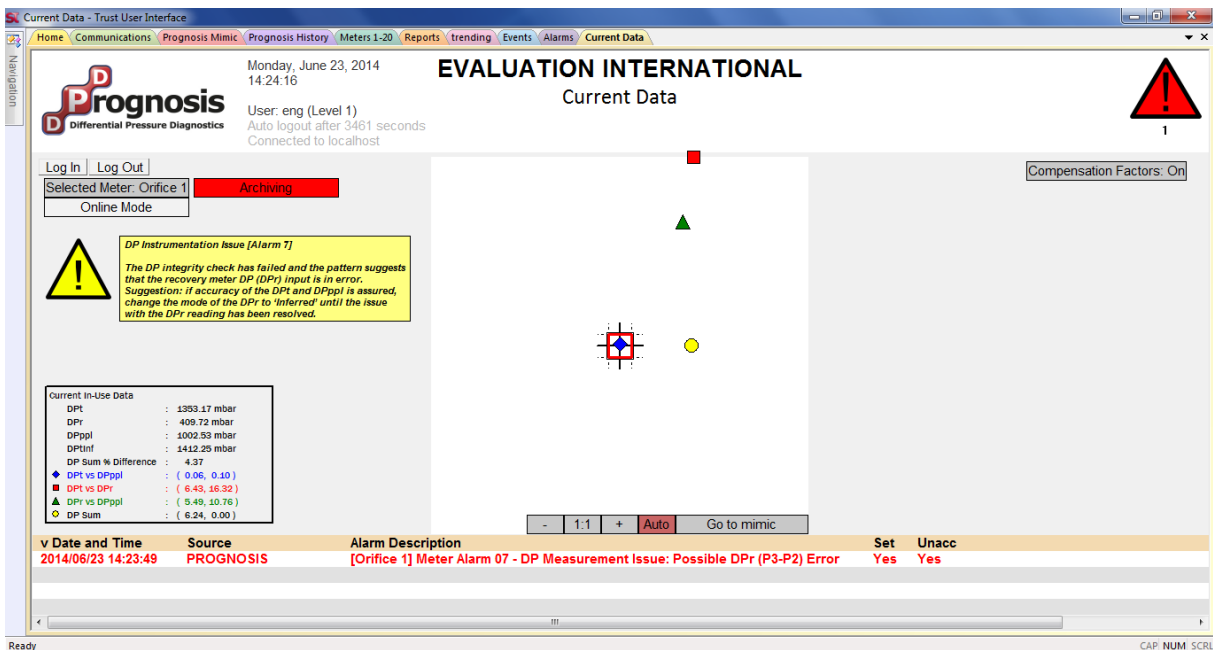 Current Data - Trust User Interface
Home Communications Prognosis Mimic Prognosis History Meters 1-20 Reports trending Events Alarms Current Data
Navigation
D
Prognosis
D Differential Pressure Diagnostics
Monday, June 23, 2014
14:24:16
User: eng (Level 1)
Auto logout after 3461 seconds
Connected to localhost
EVALUATION INTERNATIONAL
Current Data
1
Log In Log Out
Selected Meter: Orifice 1 Archiving
Online Mode
Compensation Factors: On
DP Instrumentation Issue [Alarm 7]
The DP integrity check has failed and the pattern suggests
that the recovery meter DP (DPr) input is in error.
Suggestion: if accuracy of the DPt and DPppl is assured,
change the mode of the DPr to 'Inferred' until the issue
with the DPr reading has been resolved.
Current In-Use Data
DPt : 1353.17 mbar
DPr : 409.72 mbar
DPppl : 1002.53 mbar
DPtinf : 1412.25 mbar
DP Sum % Difference : 4.37
DPt vs DPppl : ( 0.06, 0.10 )
DPt vs DPr : ( 6.43, 16.32 )
DPr vs DPppl : ( 5.49, 10.76 )
DP Sum : ( 6.24, 0.00 )
- 1:1 + Auto Go to mimic
v Date and Time Source Alarm Description Set Unacc
2014/06/23 14:23:49 PROGNOSIS [Orifice 1] Meter Alarm 07 - DP Measurement Issue: Possible DPr (P3-P2) Error Yes Yes
Ready CAP NUM SCRL